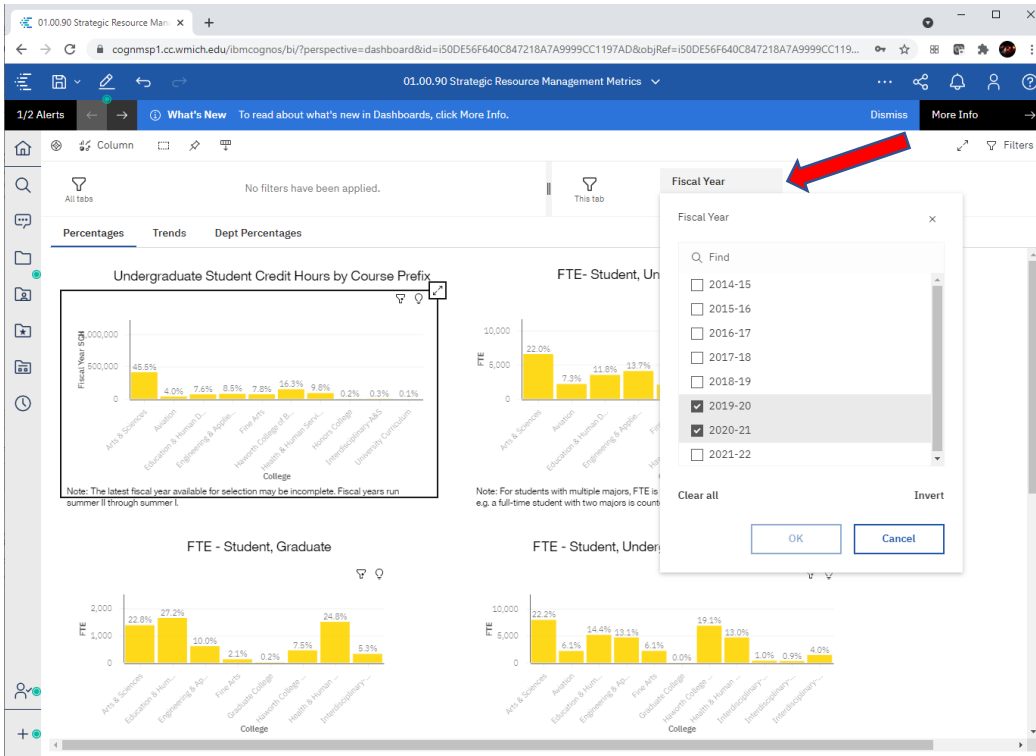 01.00.90 Strategic Resource Man
cognmsp1.cc.wmich.edu/ibmcognos/bi/?perspective=dashboard&id=i50DE56F640C847218A7A9999CC1197AD&objRef=i50DE56F640C847218A7A9999CC119...
01.00.90 Strategic Resource Management Metrics
1/2 Alerts
What's New To read about what's new in Dashboards, click More Info.
Dismiss
More Info
Column
Filters
All tabs
No filters have been applied.
This tab
Fiscal Year
Percentages Trends Dept Percentages
Fiscal Year
Find
2014-15
2015-16
2016-17
2017-18
2018-19
2019-20
2020-21
2021-22
Clear all Invert
OK Cancel
Undergraduate Student Credit Hours by Course Prefix
Fiscal Year SCH
,000,000
500,000
0
45.5% 4.0% 7.6% 8.5% 7.8% 16.3% 9.8% 0.2% 0.3% 0.1%
Arts & Sciences
Aviation
Education & Human D...
Engineering & Applie...
Fine Arts
Haworth College of B...
Health & Human Servi...
Honors College
Interdisciplinary-A&S
University Curriculum
College
Note: The latest fiscal year available for selection may be incomplete. Fiscal years run
summer II through summer I.
FTE- Student, Un
FTE
10,000
5,000
0
22.0% 7.3% 11.8% 13.7%
Arts & Sciences
Aviation
Education & Human D...
Engineering & Applie...
Note: For students with multiple majors, FTE is
e.g. a full-time student with two majors is count
FTE - Student, Graduate
FTE
2,000
1,000
0
22.8% 27.2% 10.0% 2.1% 0.2% 7.5% 24.8% 5.3%
Arts & Sciences
Education & Hum...
Engineering & Ap...
Fine Arts
Graduate College
Haworth College ...
Health & Human ...
Interdisciplinary-...
College
FTE - Student, Under
FTE
10,000
5,000
0
22.2% 6.1% 14.4% 13.1% 6.1% 0.0% 19.1% 13.0% 1.0% 0.9% 4.0%
Arts & Sciences
Aviation
Education & Hum...
Engineering & Ap...
Fine Arts
Graduate College
Haworth College ...
Health & Human ...
Interdisciplinary-...
Interdisciplinary-...
Interdisciplinary-...
College